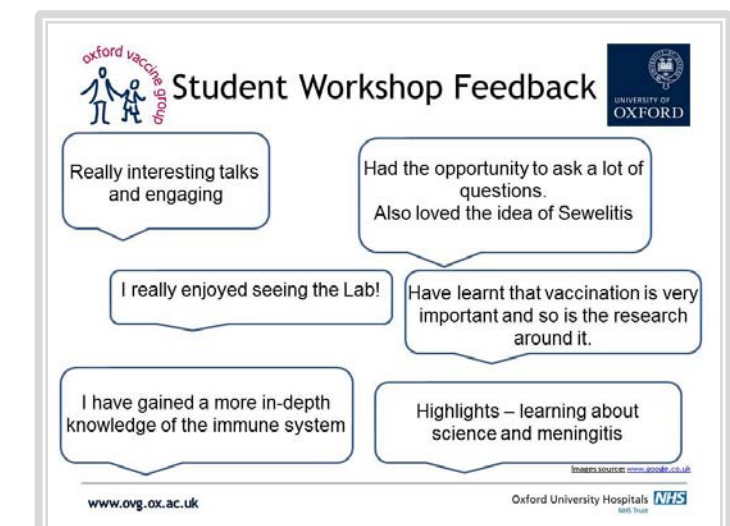 oxford vaccine group
Student Workshop Feedback
UNIVERSITY OF
OXFORD
Really interesting talks
and engaging
Had the opportunity to ask a lot of
questions.
Also loved the idea of Sewelitis
I really enjoyed seeing the Lab!
Have learnt that vaccination is very
important and so is the research
around it.
I have gained a more in-depth
knowledge of the immune system
Highlights – learning about
science and meningitis
Images source: www.google.co.uk
www.ovg.ox.ac.uk
Oxford University Hospitals NHS
NHS Trust